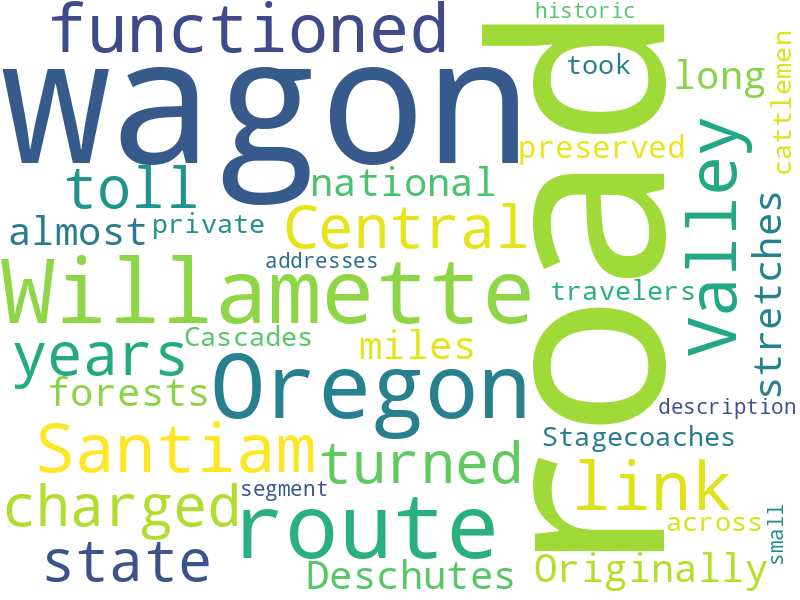 historic
functioned
took
cattlemen
long
wagon
road
preserved
national
toll
Valley
Central
private
almost
stretches
addresses
Willamette
travelers
Cascades
miles
years
Oregon
forests
description
Stagecoaches
Santiam
turned
segment
link
charged
across
route
small
state
Deschutes
Originally